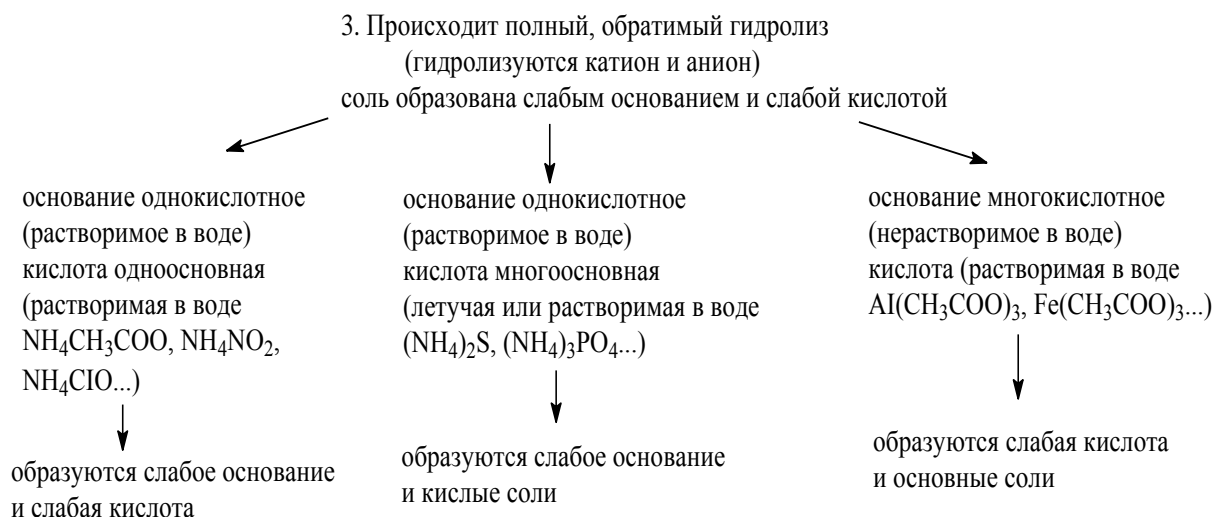 3. Происходит полный, обратимый гидролиз
(гидролизуются катион и анион)
соль образована слабым основанием и слабой кислотой
основание однокислотное
(растворимое в воде)
кислота одноосновная
(растворимая в воде
NH₄CH₃COO, NH₄NO₂,
NH₄ClO...)
образуются слабое основание
и слабая кислота
основание однокислотное
(растворимое в воде)
кислота многоосновная
(летучая или растворимая в воде
(NH₄)₂S, (NH₄)₃PO₄...)
образуются слабое основание
и кислые соли
основание многокислотное
(нерастворимое в воде)
кислота (растворимая в воде
Al(CH₃COO)₃, Fe(CH₃COO)₃...)
образуются слабая кислота
и основные соли